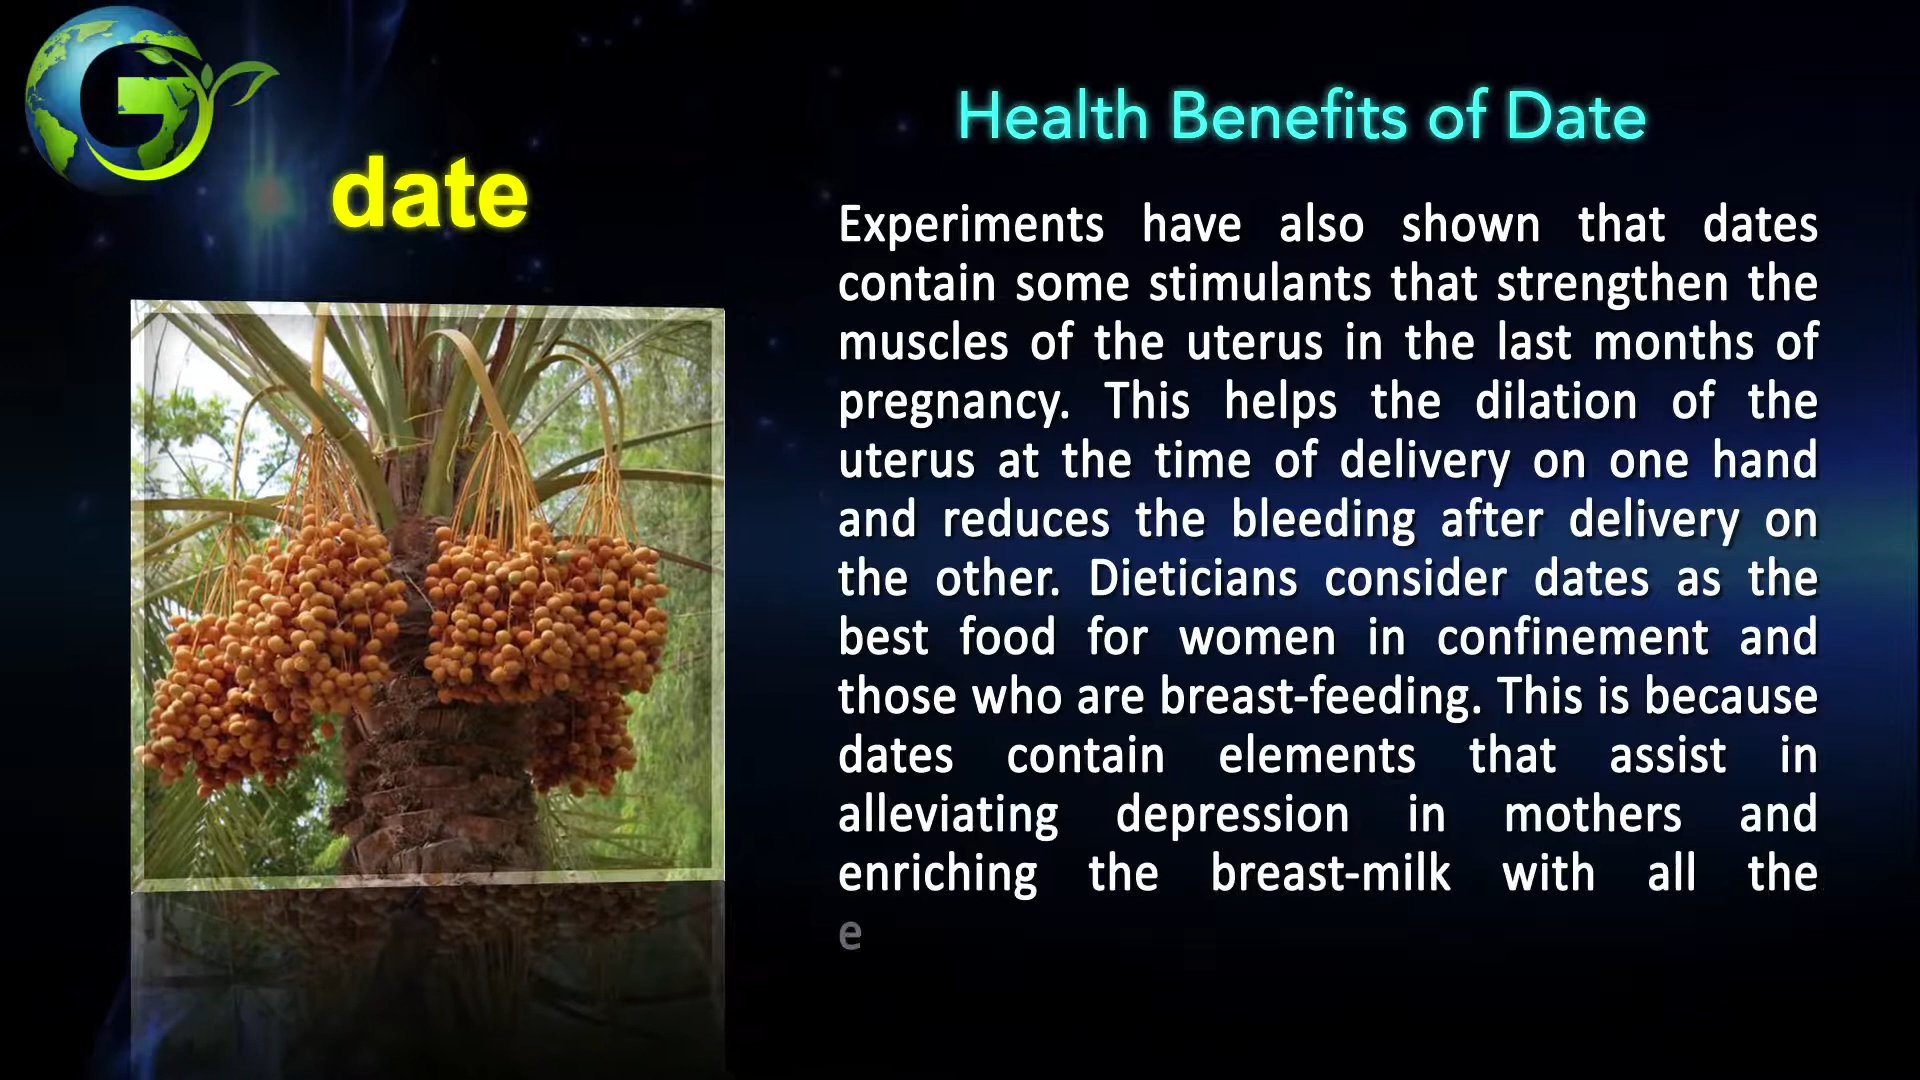 G
date
Health Benefits of Date
Experiments have also shown that dates
contain some stimulants that strengthen the
muscles of the uterus in the last months of
pregnancy. This helps the dilation of the
uterus at the time of delivery on one hand
and reduces the bleeding after delivery on
the other. Dieticians consider dates as the
best food for women in confinement and
those who are breast-feeding. This is because
dates contain elements that assist in
alleviating depression in mothers and
enriching the breast-milk with all the
e